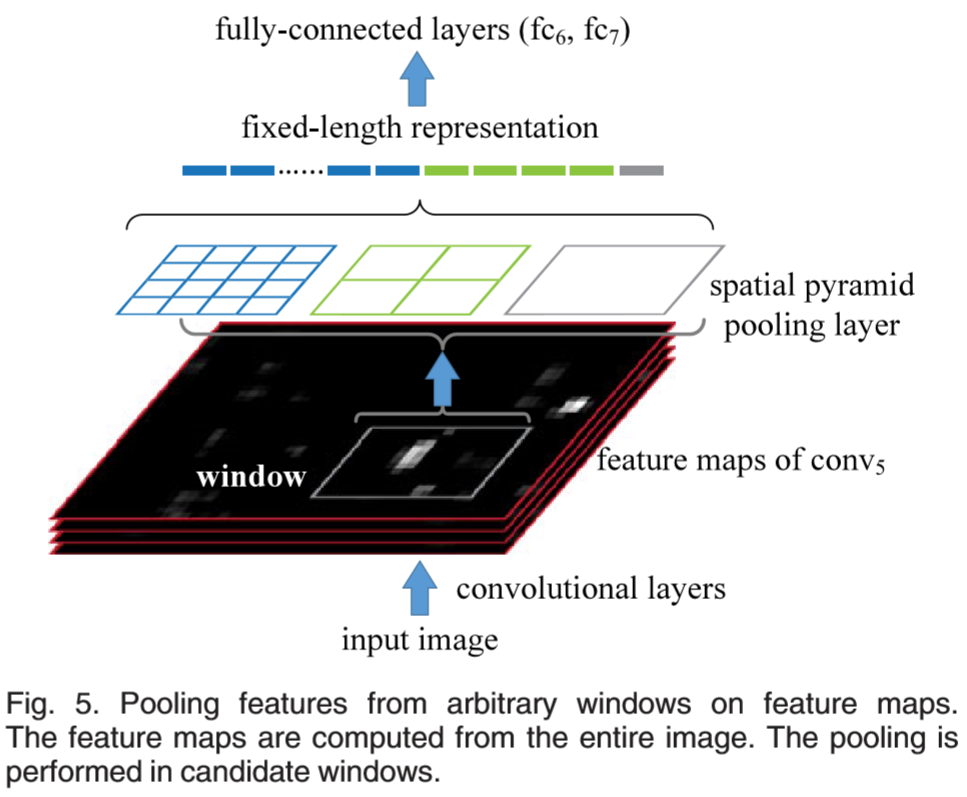 fully-connected layers (fc₆, fc₇)
fixed-length representation
......
spatial pyramid
pooling layer
window
feature maps of conv₅
convolutional layers
input image
Fig. 5. Pooling features from arbitrary windows on feature maps.
The feature maps are computed from the entire image. The pooling is
performed in candidate windows.